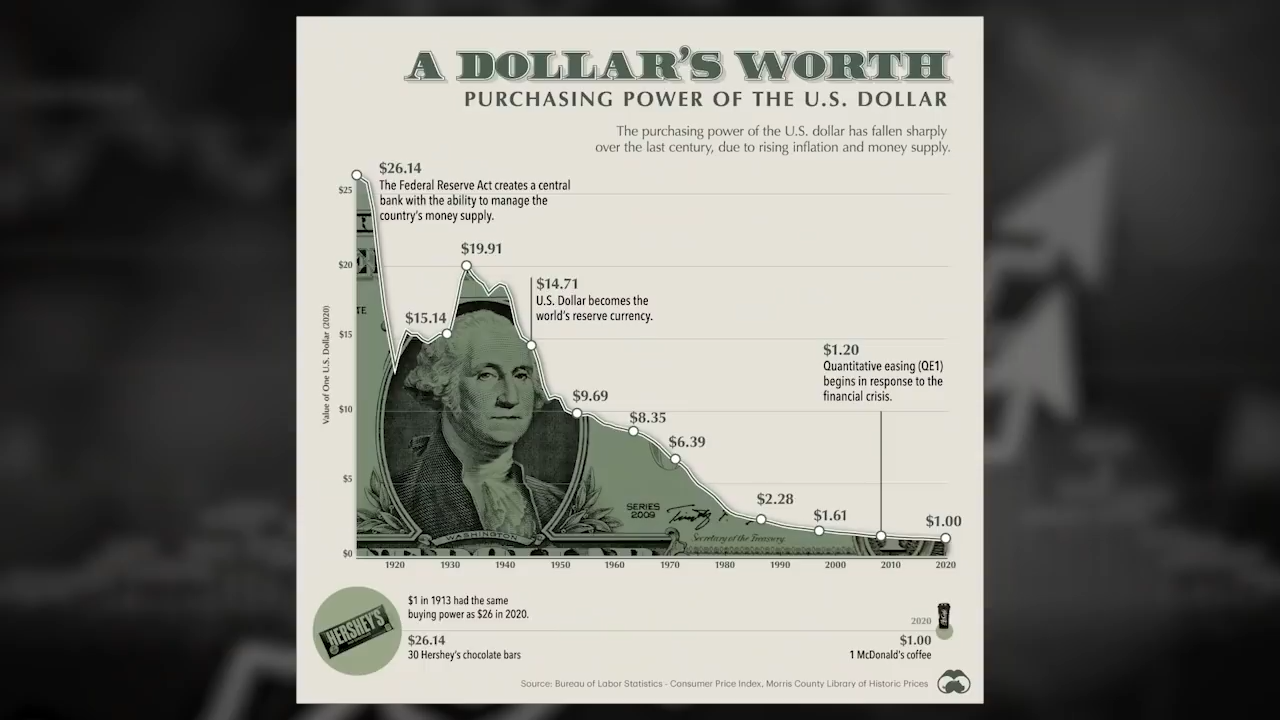 A DOLLAR'S WORTH
PURCHASING POWER OF THE U.S. DOLLAR
The purchasing power of the U.S. dollar has fallen sharply
over the last century, due to rising inflation and money supply.
$26.14
The Federal Reserve Act creates a central
bank with the ability to manage the
country's money supply.
$25
$20
$15
$10
$5
$0
Value of One U.S. Dollar (2020)
$19.91
$15.14
$14.71
U.S. Dollar becomes the
world's reserve currency.
$9.69
$8.35
$6.39
$1.20
Quantitative easing (QE1)
begins in response to the
financial crisis.
$2.28
$1.61
$1.00
SERIES
2009
Secretary of the Treasury.
WASHINGTON
1920 1930 1940 1950 1960 1970 1980 1990 2000 2010 2020
HERSHEY'S
$1 in 1913 had the same
buying power as $26 in 2020.
$26.14
30 Hershey's chocolate bars
2020
$1.00
1 McDonald's coffee
Source: Bureau of Labor Statistics - Consumer Price Index, Morris County Library of Historic Prices